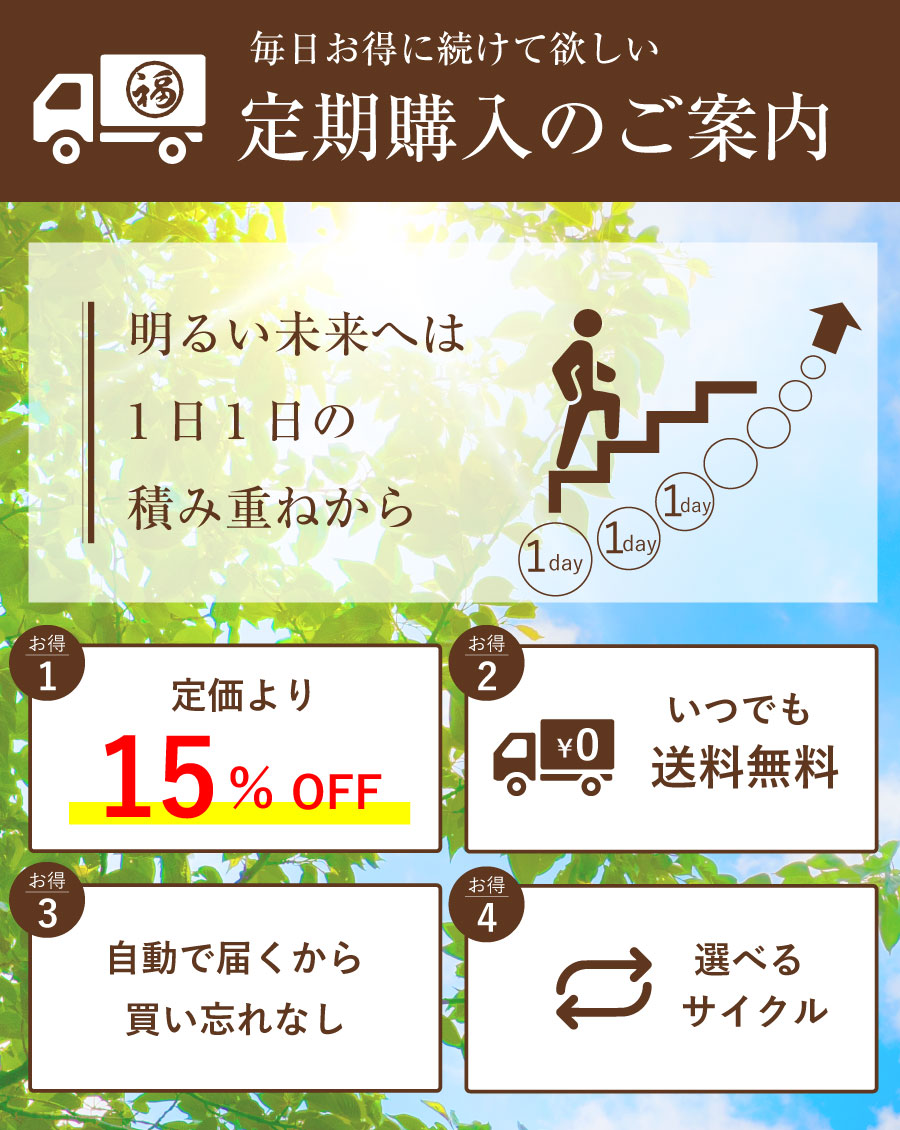 福
毎日お得に続けて欲しい
定期購入のご案内
明るい未来へは
1日1日の
積み重ねから
1day
1day
1day
お得
1
定価より
15% OFF
お得
2
¥0
いつでも
送料無料
お得
3
自動で届くから
買い忘れなし
お得
4
選べる
サイクル